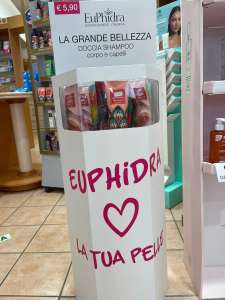 € 5,90
EuPhidra
LA GRANDE BELLEZZA
DOCCIA SHAMPOO
corpo e capelli
EUPHIDRA
LA TUA PELLE